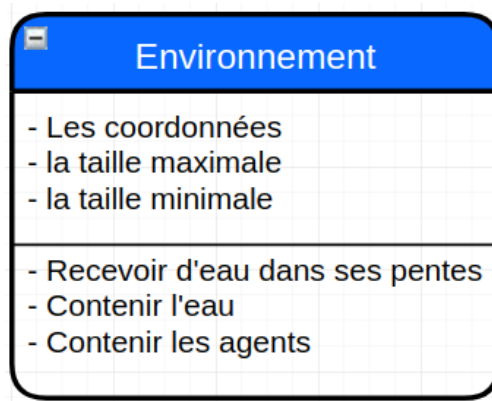 Environnement
- Les coordonnées
- la taille maximale
- la taille minimale
- Recevoir d'eau dans ses pentes
- Contenir l'eau
- Contenir les agents